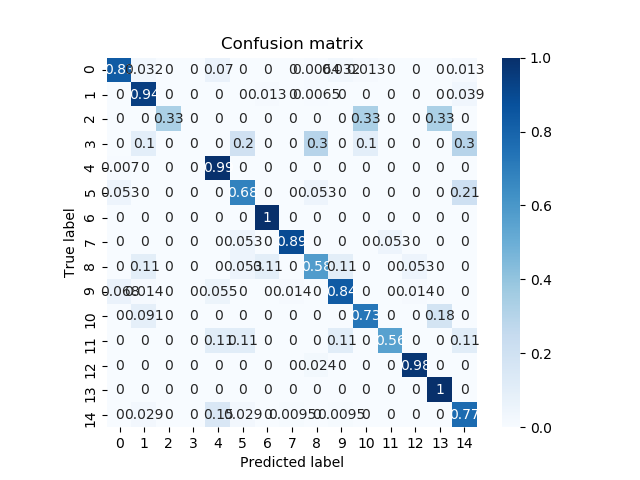 Confusion matrix
0 0.83 0.032 0 0 0.07 0 0 0 0.0064 0.032 0.013 0 0 0 0.013
1 0 0.94 0 0 0 0 0.013 0 0.0065 0 0 0 0 0 0.039
2 0 0 0.33 0 0 0 0 0 0 0 0.33 0 0 0.33 0
3 0 0.1 0 0 0 0.2 0 0 0.3 0 0.1 0 0 0 0.3
4 0.007 0 0 0 0.99 0 0 0 0 0 0 0 0 0 0
5 0.053 0 0 0 0 0.68 0 0 0.053 0 0 0 0 0 0.21
6 0 0 0 0 0 0 1 0 0 0 0 0 0 0 0
7 0 0 0 0 0 0.053 0 0.89 0 0 0 0.053 0 0 0
8 0 0.11 0 0 0 0.053 0.11 0 0.58 0.11 0 0 0.053 0 0
9 0.068 0.014 0 0 0.055 0 0 0.014 0 0.84 0 0 0.014 0 0
10 0 0.091 0 0 0 0 0 0 0 0 0.73 0 0 0.18 0
11 0 0 0 0 0.11 0.11 0 0 0 0.11 0 0.56 0 0 0.11
12 0 0 0 0 0 0 0 0 0.024 0 0 0 0.98 0 0
13 0 0 0 0 0 0 0 0 0 0 0 0 0 1 0
14 0 0.029 0 0 0.15 0.029 0 0.0095 0 0.0095 0 0 0 0 0.77
0 1 2 3 4 5 6 7 8 9 10 11 12 13 14
Predicted label
True label
1.0
0.8
0.6
0.4
0.2
0.0